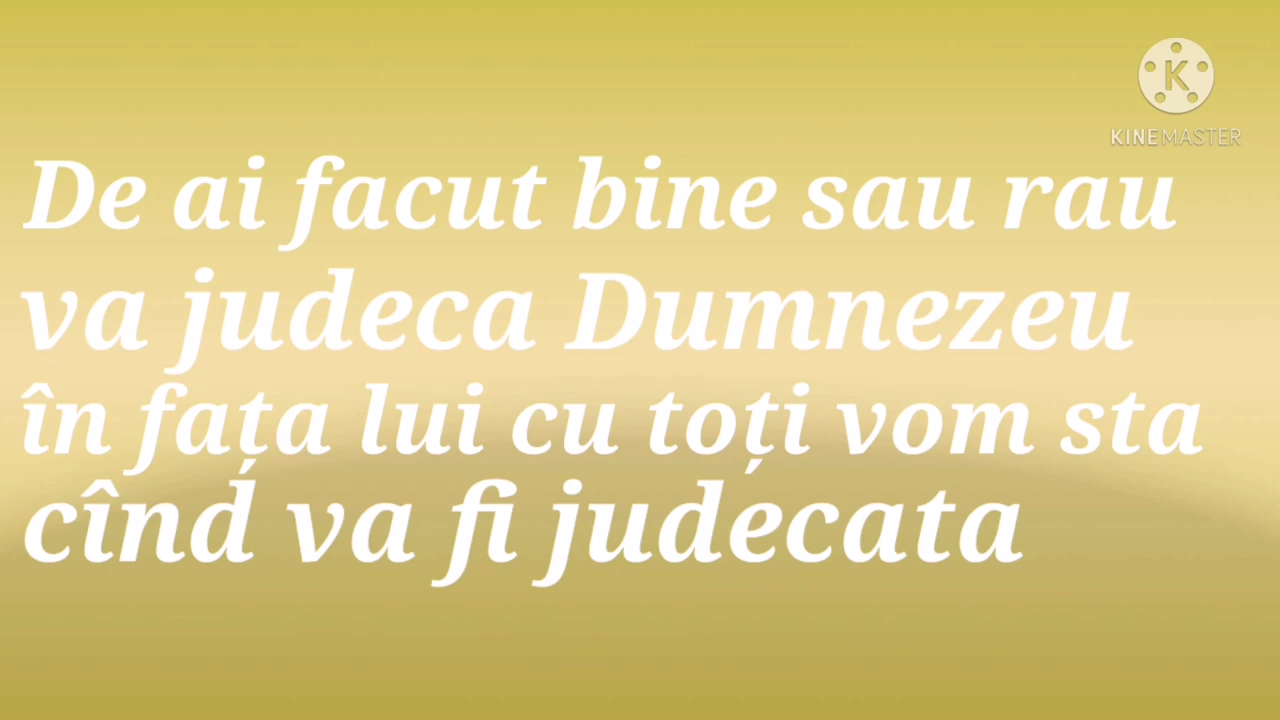 KINEMASTER
De ai facut bine sau rau
va judeca Dumnezeu
în fața lui cu toți vom sta
cînd va fi judecata